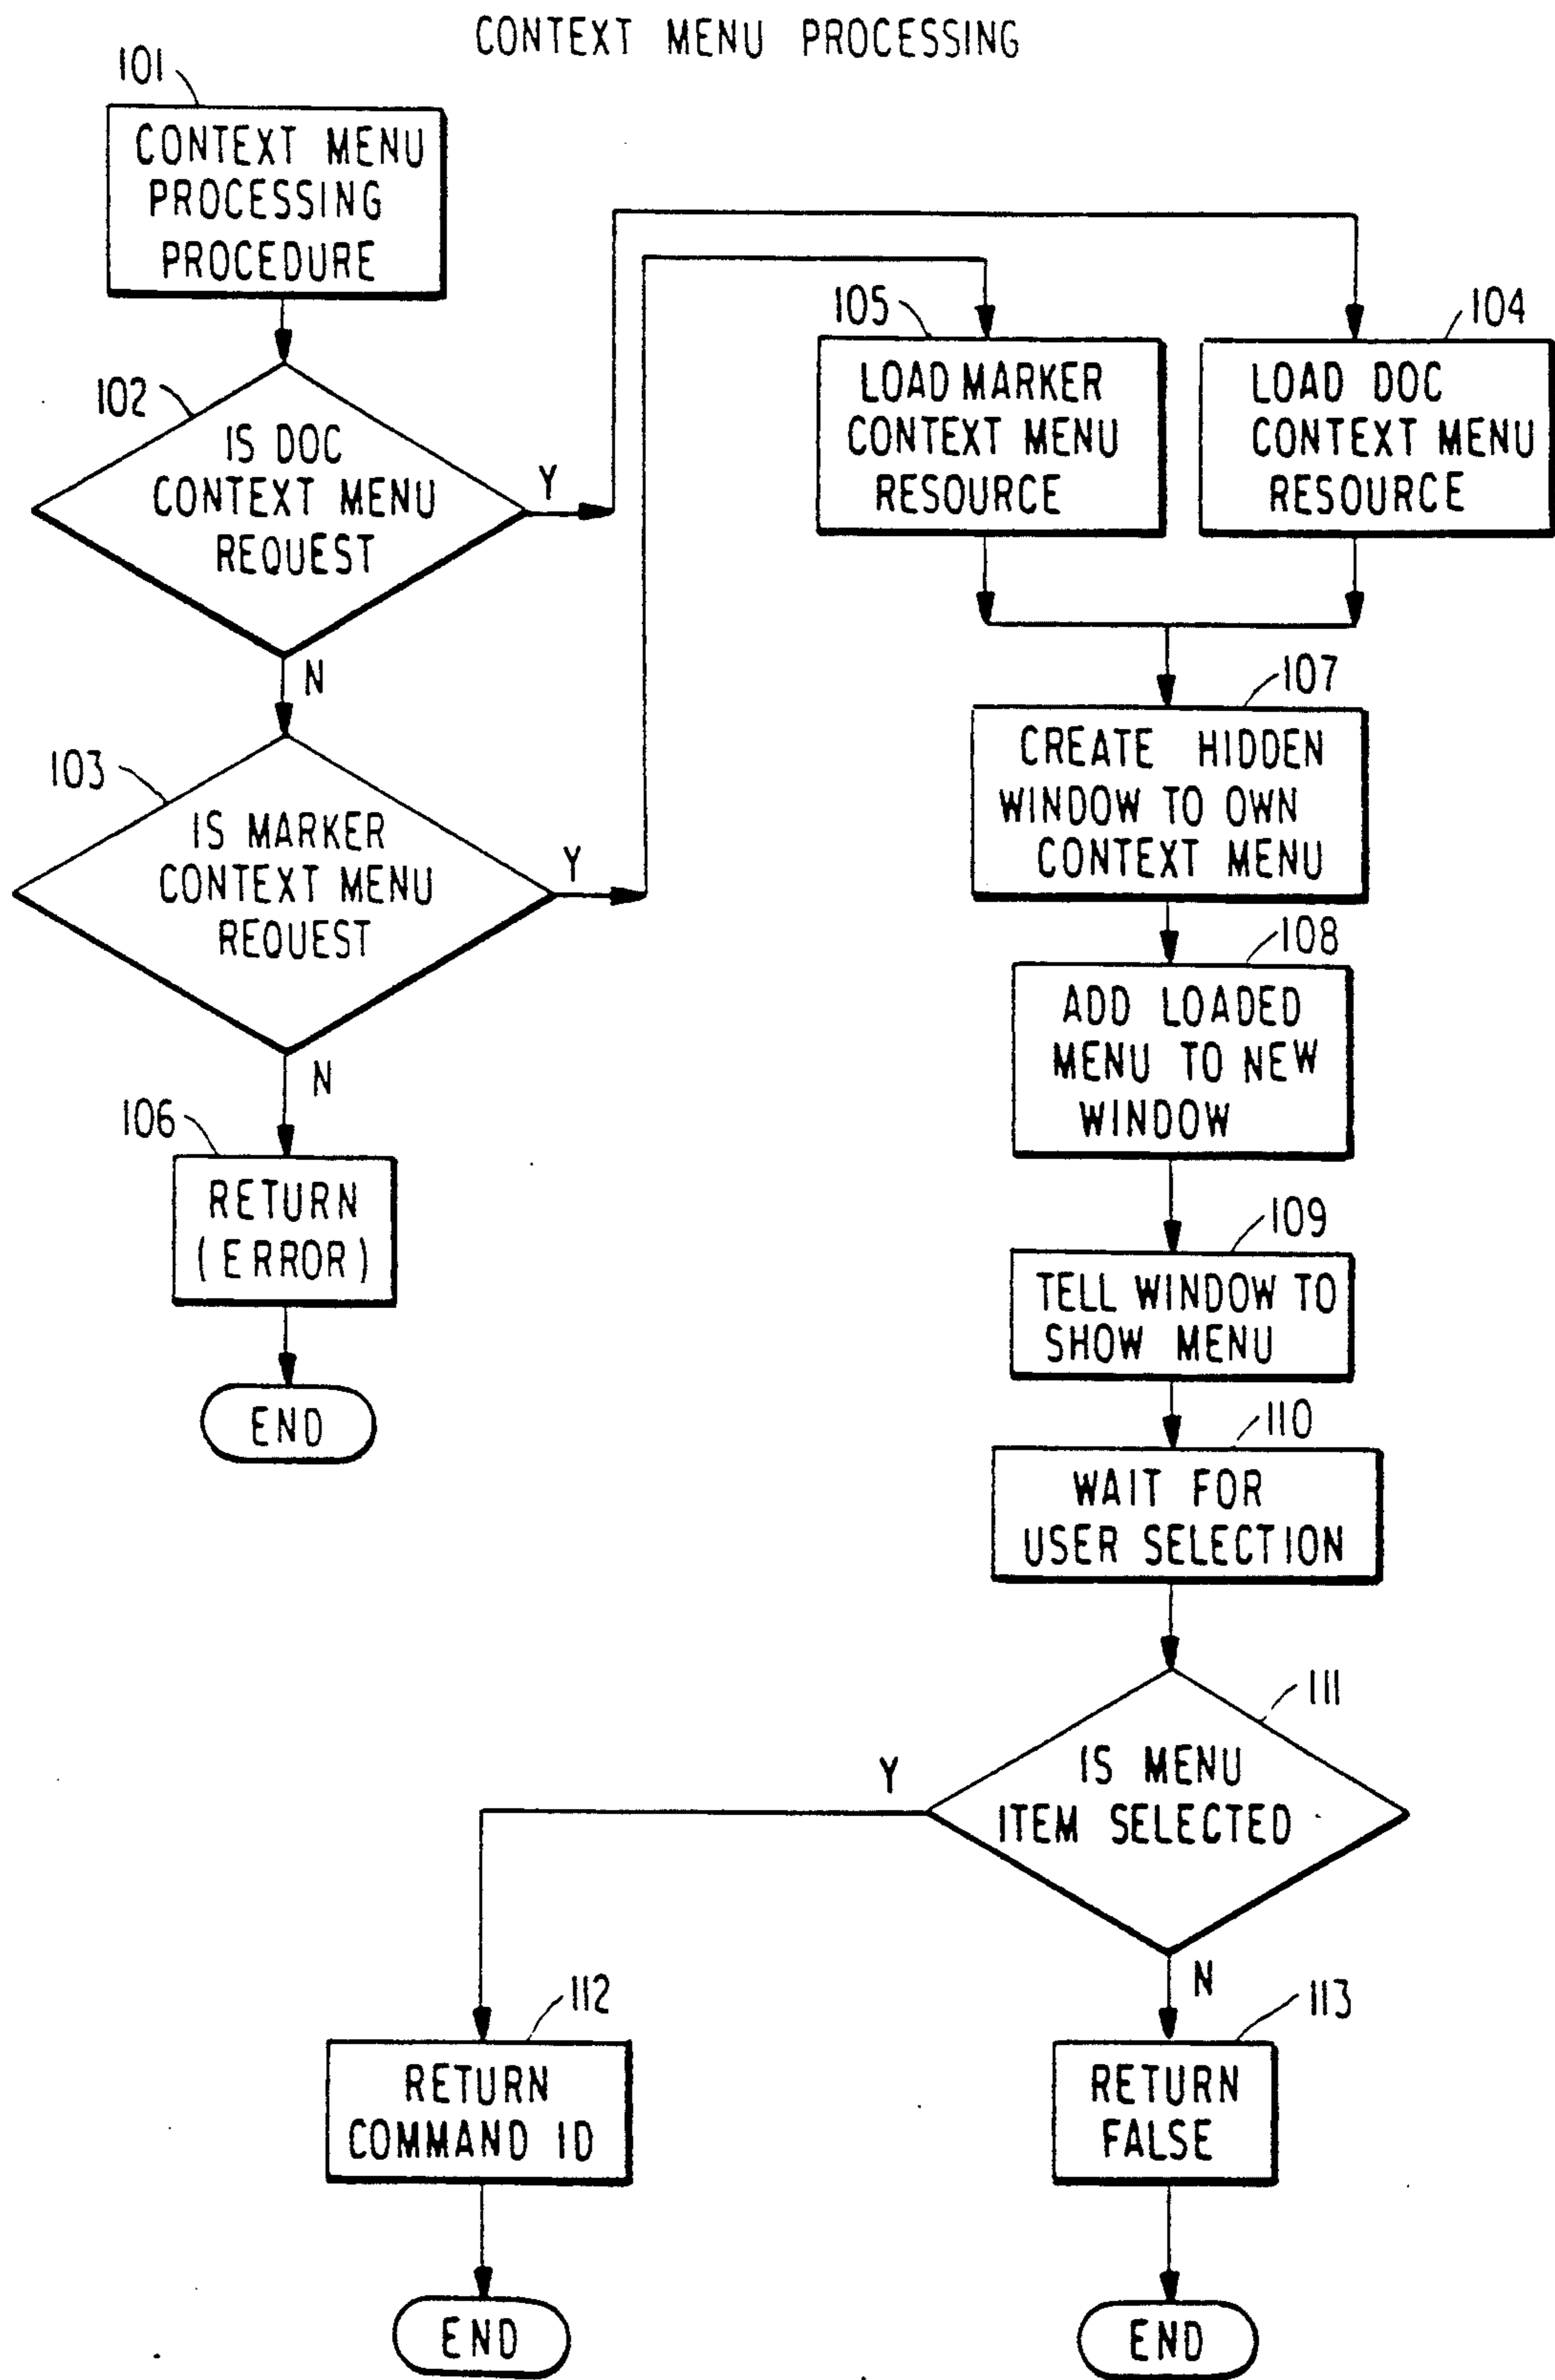 CONTEXT MENU PROCESSING
101
CONTEXT MENU
PROCESSING
PROCEDURE
102
IS DOC
CONTEXT MENU
REQUEST
Y
N
103
IS MARKER
CONTEXT MENU
REQUEST
Y
N
106
RETURN
(ERROR)
END
105
LOAD MARKER
CONTEXT MENU
RESOURCE
104
LOAD DOC
CONTEXT MENU
RESOURCE
107
CREATE HIDDEN
WINDOW TO OWN
CONTEXT MENU
108
ADD LOADED
MENU TO NEW
WINDOW
109
TELL WINDOW TO
SHOW MENU
110
WAIT FOR
USER SELECTION
111
IS MENU
ITEM SELECTED
Y
N
112
RETURN
COMMAND ID
END
113
RETURN
FALSE
END